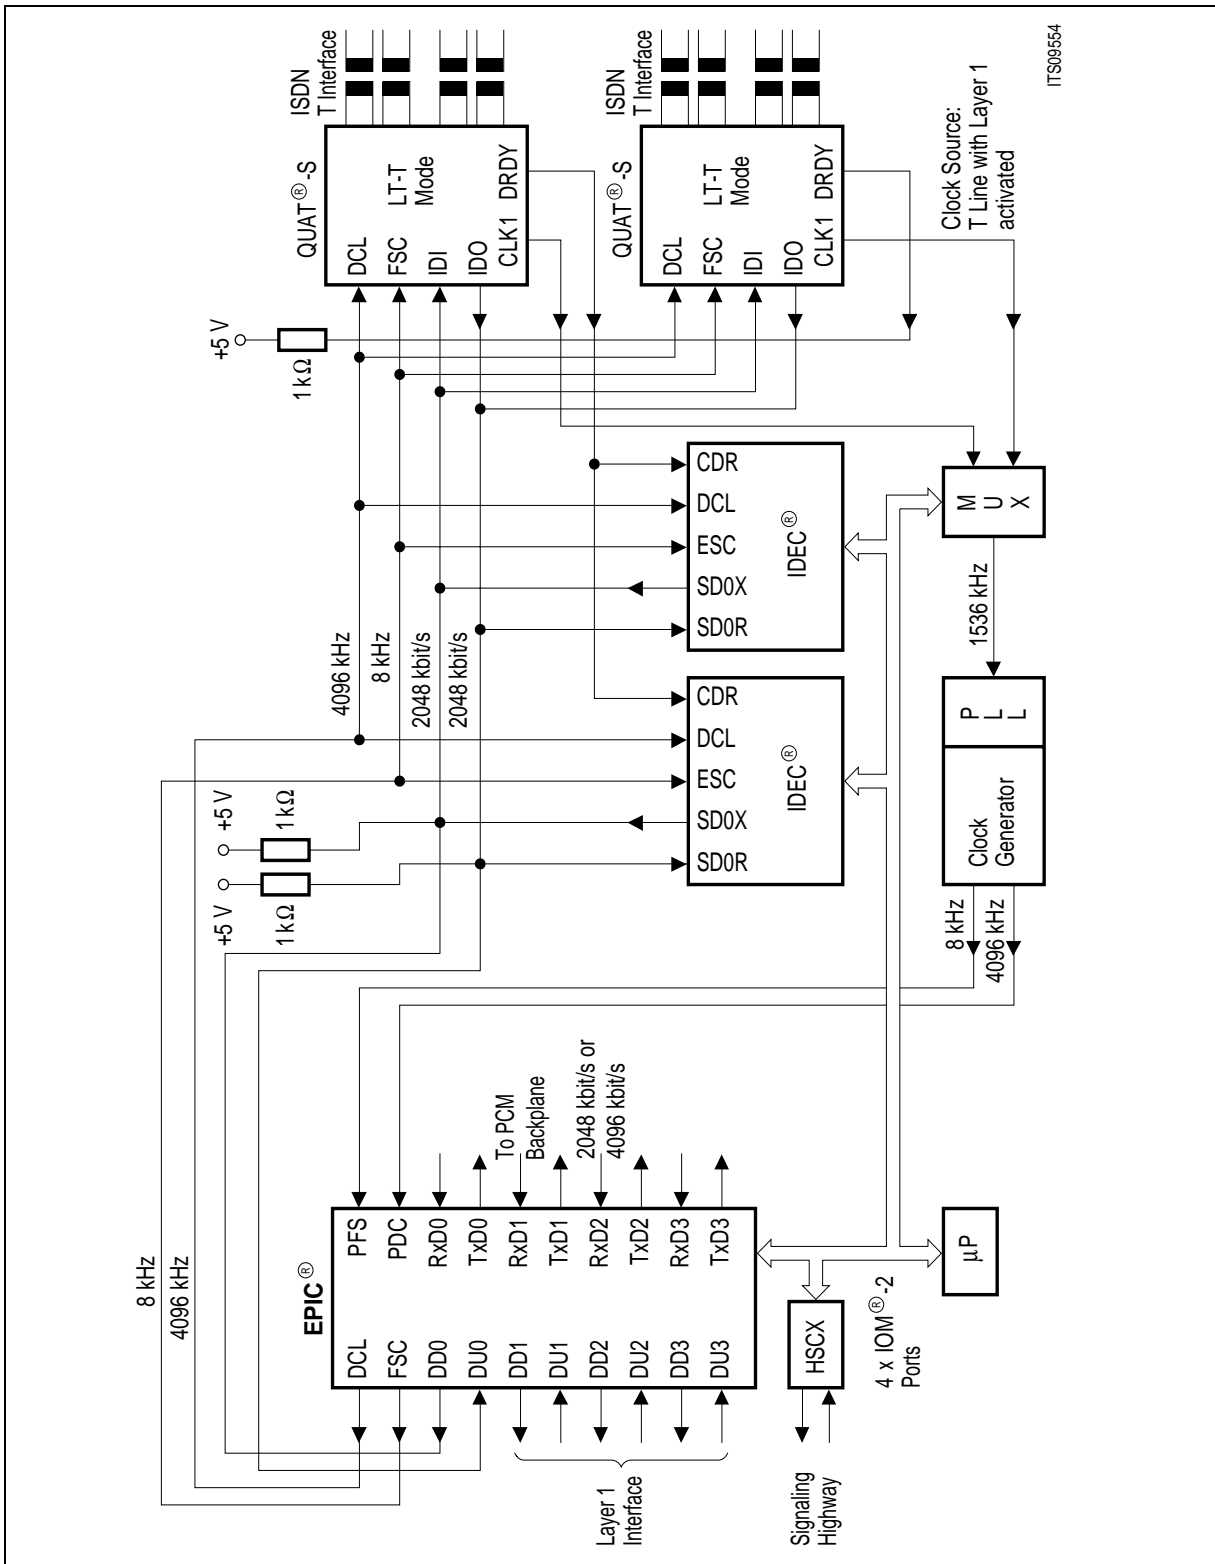 ITS09554
ISDN
T Interface
ISDN
T Interface
QUAT®-S
LT-T
Mode
DCL
FSC
IDI
IDO
CLK1
DRDY
QUAT®-S
LT-T
Mode
DCL
FSC
IDI
IDO
CLK1
DRDY
Clock Source:
T Line with Layer 1
activated
+5 V
1 kΩ
CDR
DCL
ESC
SD0X
SD0R
IDEC®
M
U
X
1536 kHz
4096 kHz
8 kHz
2048 kbit/s
2048 kbit/s
CDR
DCL
ESC
SD0X
SD0R
IDEC®
P
L
L
Clock
Generator
8 kHz
4096 kHz
+5 V
1 kΩ
+5 V
1 kΩ
To PCM
Backplane
2048 kbit/s or
4096 kbit/s
8 kHz
4096 kHz
EPIC®
PFS
PDC
RxD0
TxD0
RxD1
TxD1
RxD2
TxD2
RxD3
TxD3
DCL
FSC
DD0
DU0
DD1
DU1
DD2
DU2
DD3
DU3
HSCX
4 x IOM®-2
Ports
µP
Layer 1
Interface
Signaling
Highway